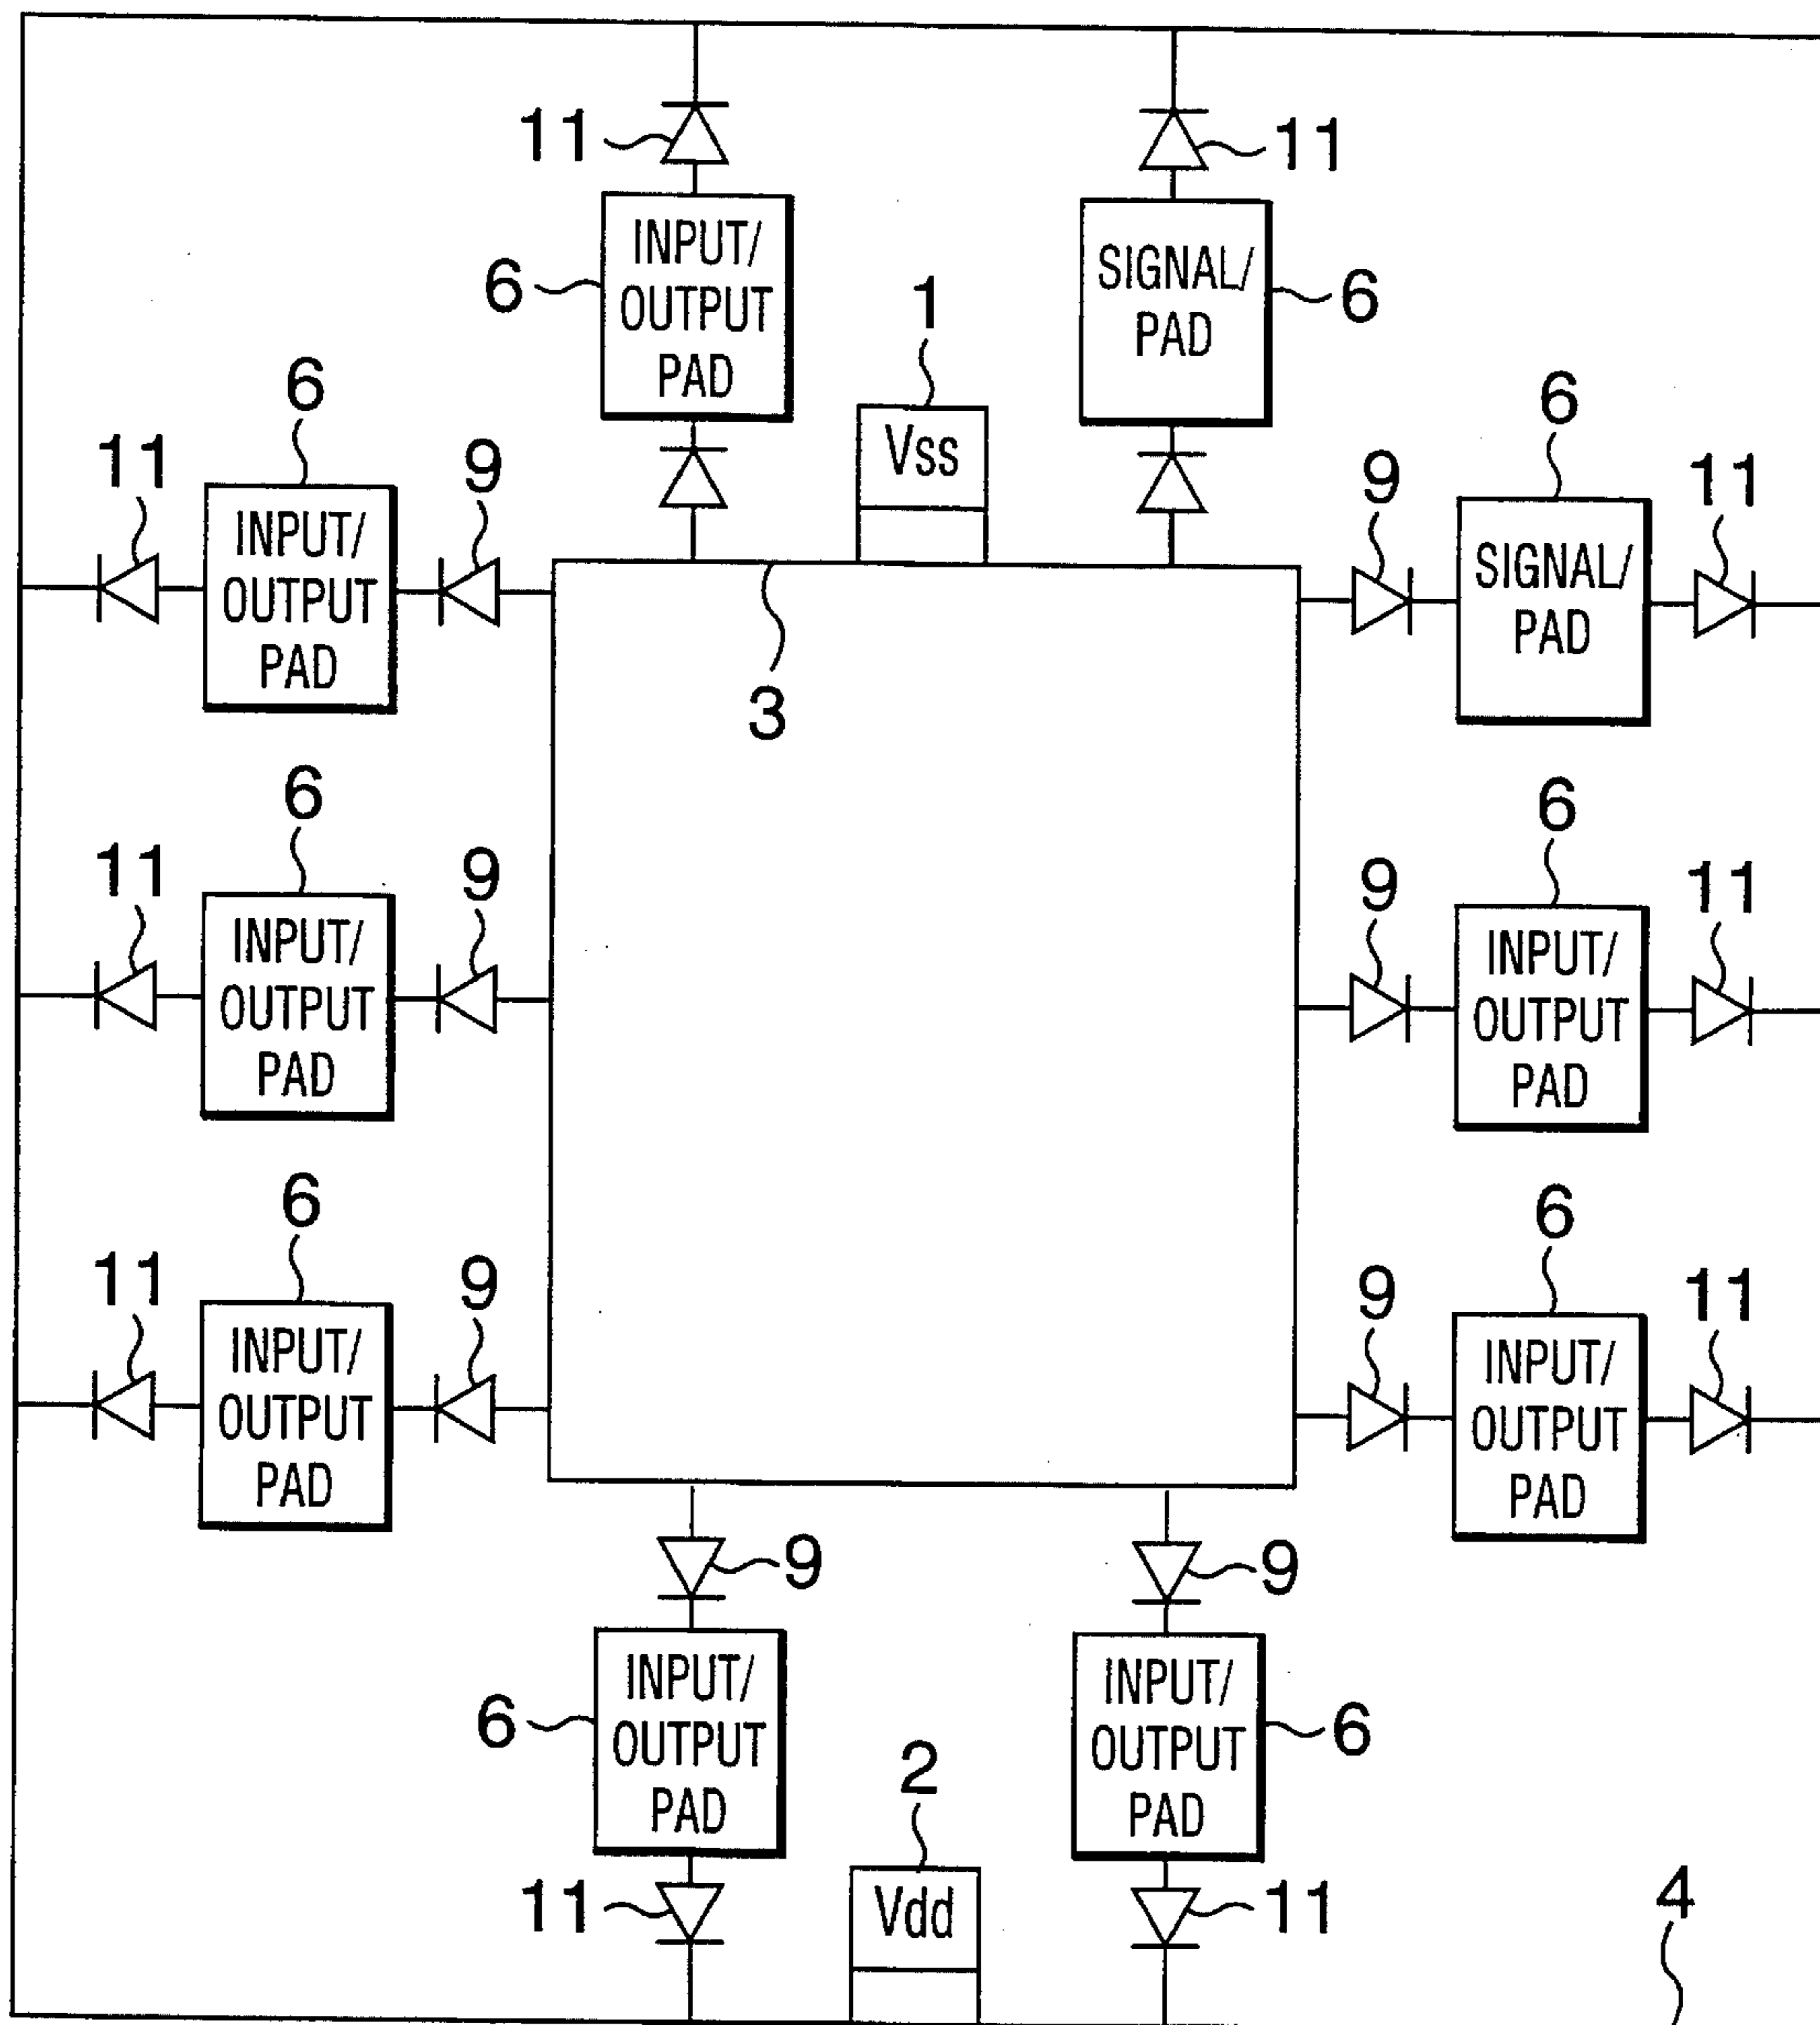 11
11
INPUT/
OUTPUT
PAD
6
SIGNAL/
PAD
6
1
Vss
6
11
9
INPUT/
OUTPUT
PAD
9
6
11
SIGNAL/
PAD
3
6
11
9
INPUT/
OUTPUT
PAD
9
6
11
INPUT/
OUTPUT
PAD
6
11
9
INPUT/
OUTPUT
PAD
9
6
11
INPUT/
OUTPUT
PAD
9
9
INPUT/
OUTPUT
PAD
6
INPUT/
OUTPUT
PAD
6
2
Vdd
11
11
4